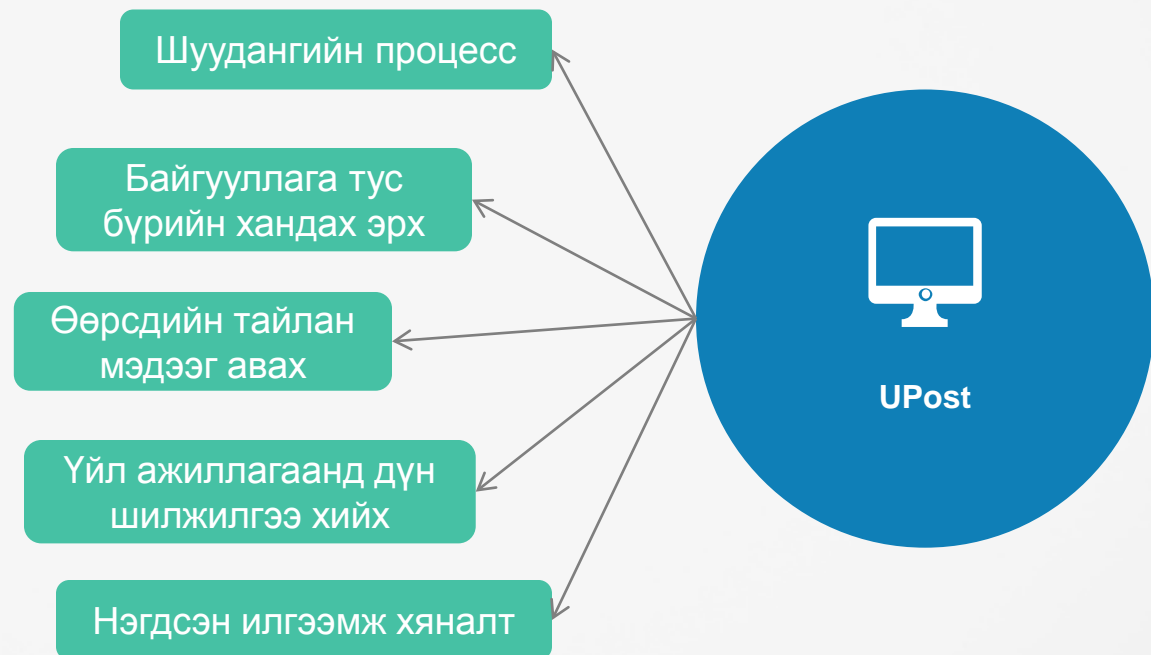 Шуудангийн процесс
Байгууллага тус
бүрийн хандах эрх
Өөрсдийн тайлан
мэдээг авах
Үйл ажиллагаанд дүн
шилжилгээ хийх
Нэгдсэн илгээмж хяналт
UPost